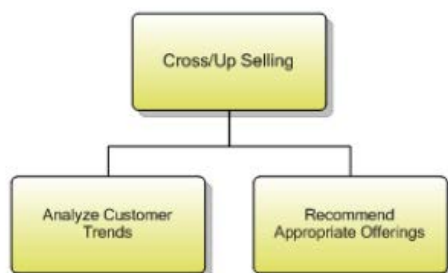 Cross/Up Selling
Analyze Customer
Trends
Recommend
Appropriate Offerings